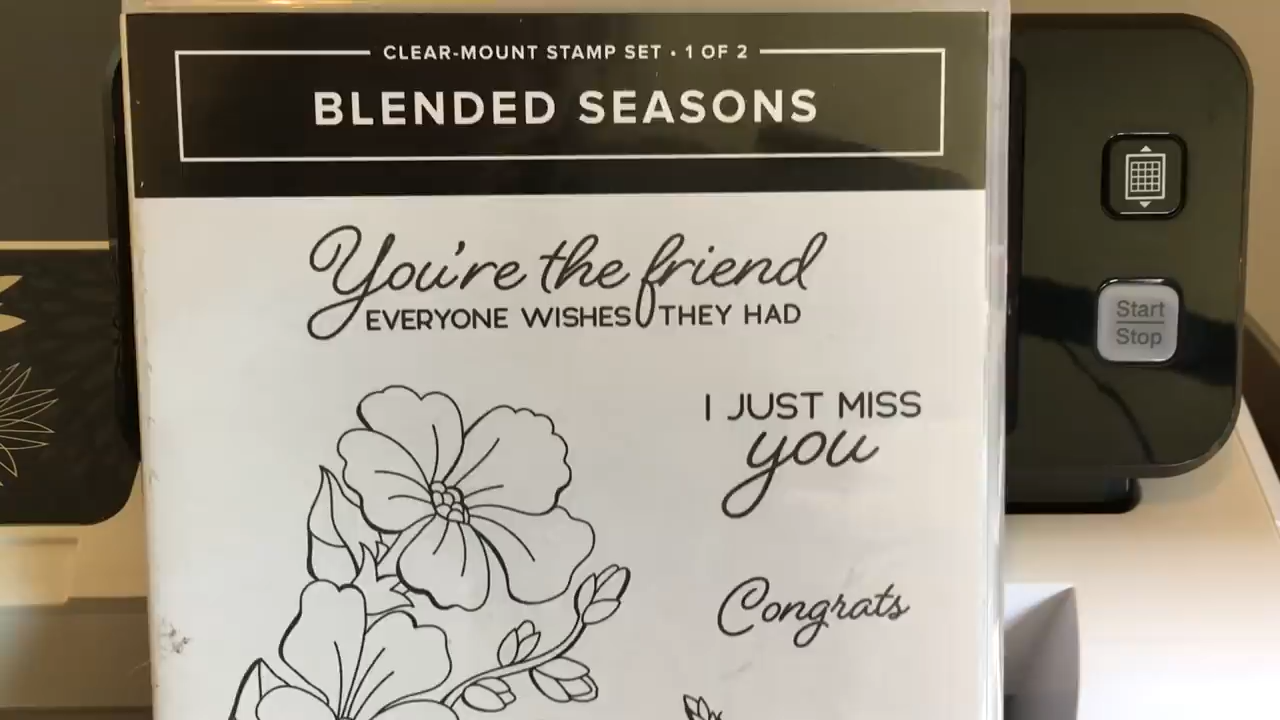 CLEAR-MOUNT STAMP SET • 1 OF 2
BLENDED SEASONS
You're the friend
EVERYONE WISHES THEY HAD
I JUST MISS
you
Congrats
Start
Stop